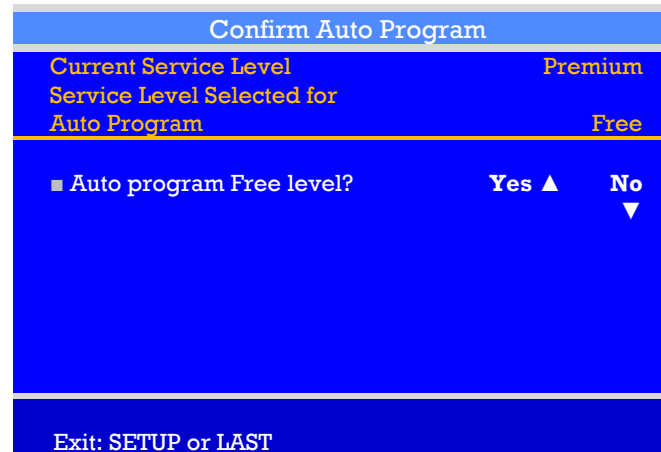 Confirm Auto Program
Current Service Level Premium
Service Level Selected for
Auto Program Free
■ Auto program Free level? Yes ▲ No
▼
Exit: SETUP or LAST